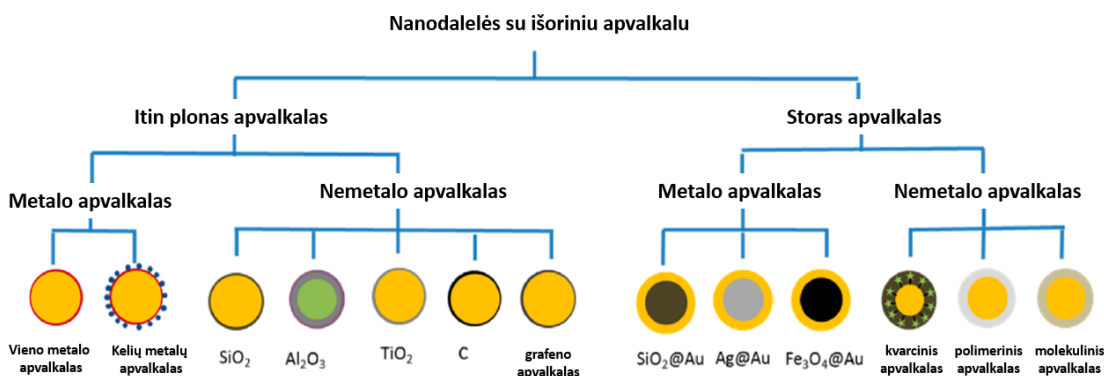 Nanodalelės su išoriniu apvalkalu
Itin plonas apvalkalas
Storas apvalkalas
Metalo apvalkalas
Nemetalo apvalkalas
Metalo apvalkalas
Nemetalo apvalkalas
Vieno metalo
apvalkalas
Kelių metalų
apvalkalas
SiO₂
Al₂O₃
TiO₂
C
grafeno
apvalkalas
SiO₂@Au
Ag@Au
Fe₃O₄@Au
kvarcinis
apvalkalas
polimerinis
apvalkalas
molekulinis
apvalkalas